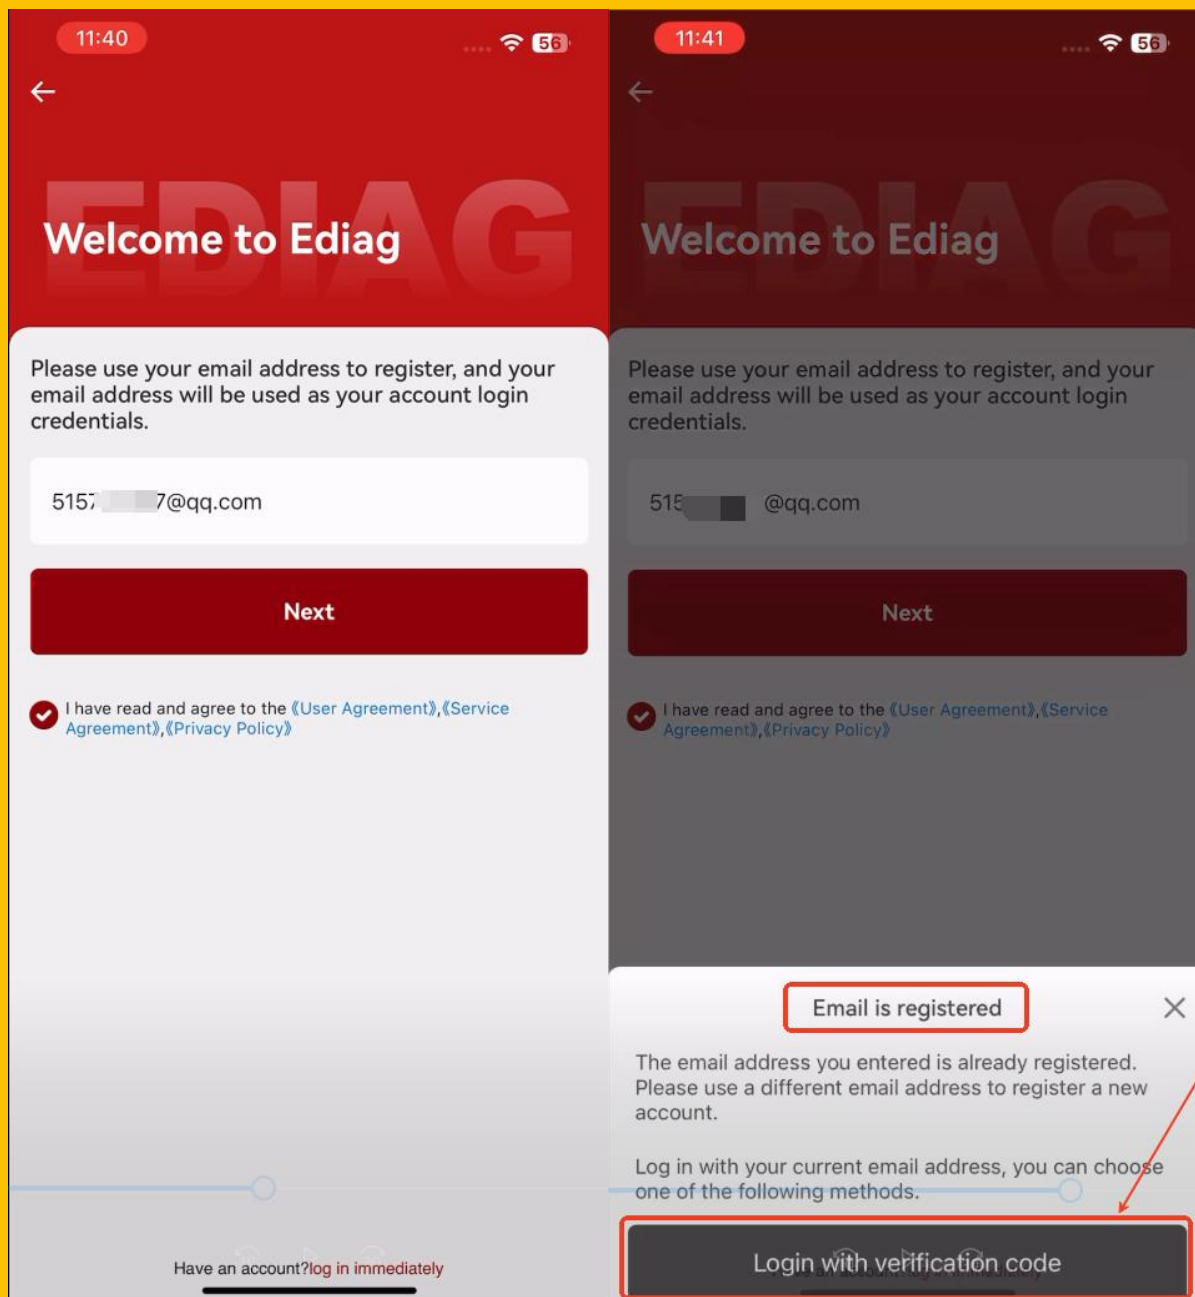 11:40
56
EDIAG
Welcome to Ediag
Please use your email address to register, and your
email address will be used as your account login
credentials.
5157 7@qq.com
Next
I have read and agree to the 《User Agreement》,《Service
Agreement》,《Privacy Policy》
Have an account?log in immediately
11:41
56
EDIAG
Welcome to Ediag
Please use your email address to register, and your
email address will be used as your account login
credentials.
515 @qq.com
Next
I have read and agree to the 《User Agreement》,《Service
Agreement》,《Privacy Policy》
Email is registered
The email address you entered is already registered.
Please use a different email address to register a new
account.
Log in with your current email address, you can choose
one of the following methods.
Login with verification code